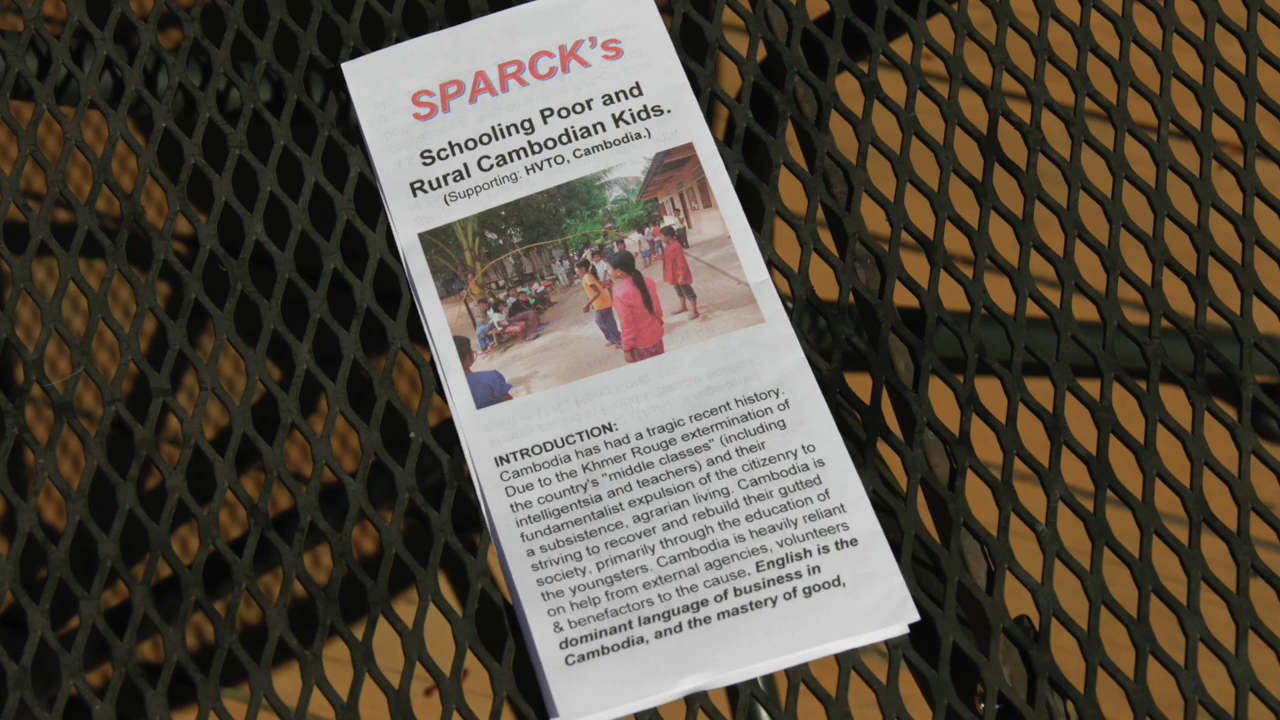 SPARCK's
Schooling Poor and
Rural Cambodian Kids.
(Supporting: HVTO, Cambodia.)
INTRODUCTION:
Cambodia has had a tragic recent history.
Due to the Khmer Rouge extermination of
the country's "middle classes" (including
intelligentsia and teachers) and their
fundamentalist expulsion of the citizenry to
a subsistence, agrarian living. Cambodia is
striving to recover and rebuild their gutted
society, primarily through the education of
the youngsters. Cambodia is heavily reliant
on help from external agencies, volunteers
& benefactors to the cause. English is the
dominant language of business in
Cambodia, and the mastery of good,